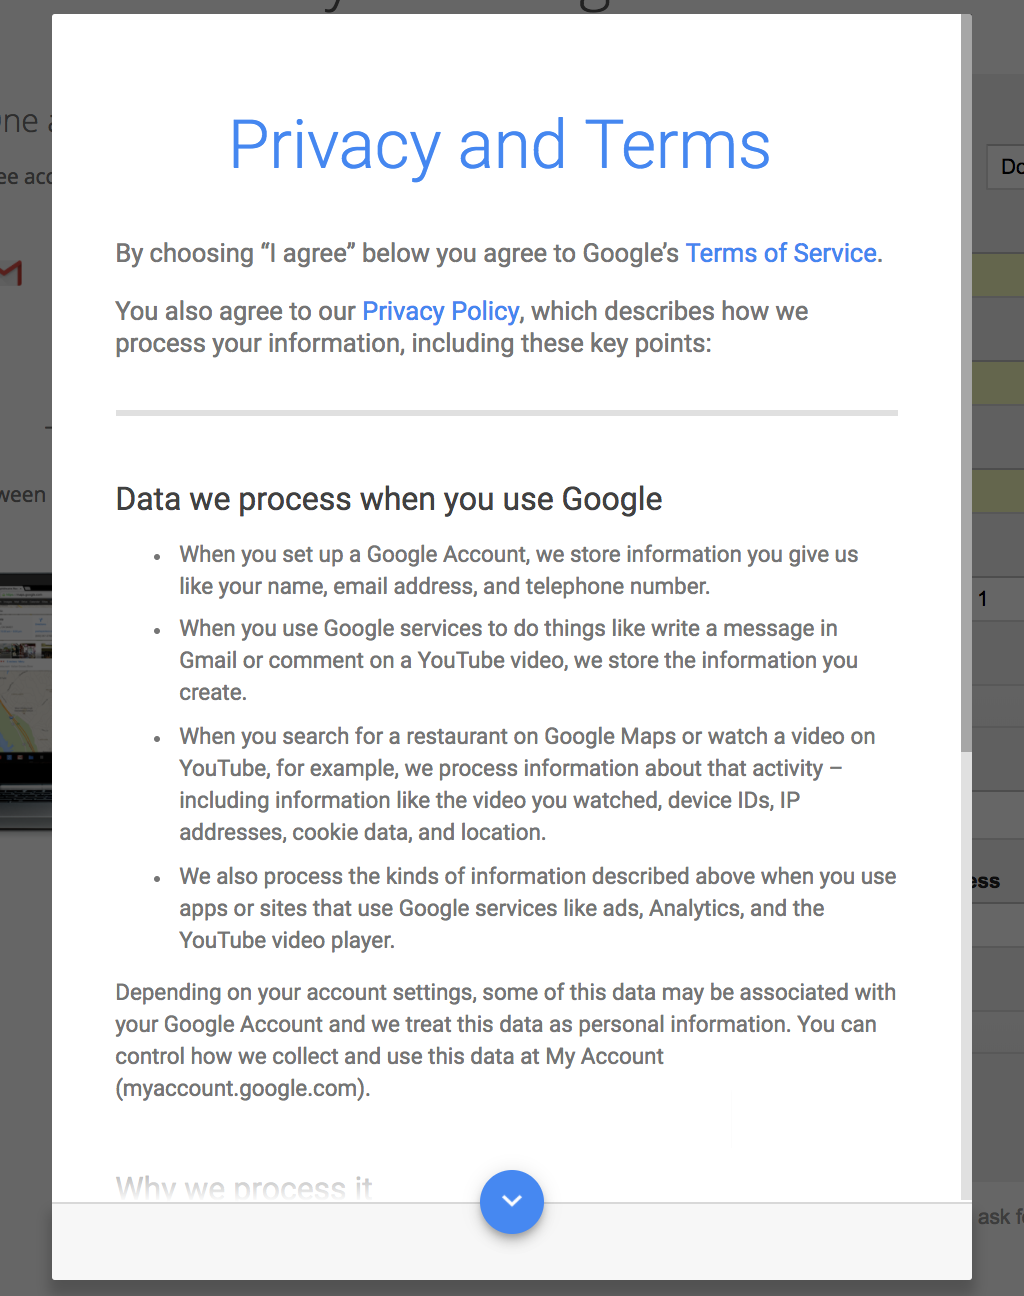 Privacy and Terms
By choosing “I agree” below you agree to Google’s Terms of Service.
You also agree to our Privacy Policy, which describes how we
process your information, including these key points:
Data we process when you use Google
• When you set up a Google Account, we store information you give us
like your name, email address, and telephone number.
• When you use Google services to do things like write a message in
Gmail or comment on a YouTube video, we store the information you
create.
• When you search for a restaurant on Google Maps or watch a video on
YouTube, for example, we process information about that activity –
including information like the video you watched, device IDs, IP
addresses, cookie data, and location.
• We also process the kinds of information described above when you use
apps or sites that use Google services like ads, Analytics, and the
YouTube video player.
Depending on your account settings, some of this data may be associated with
your Google Account and we treat this data as personal information. You can
control how we collect and use this data at My Account
(myaccount.google.com).
Why we process it
1
ask